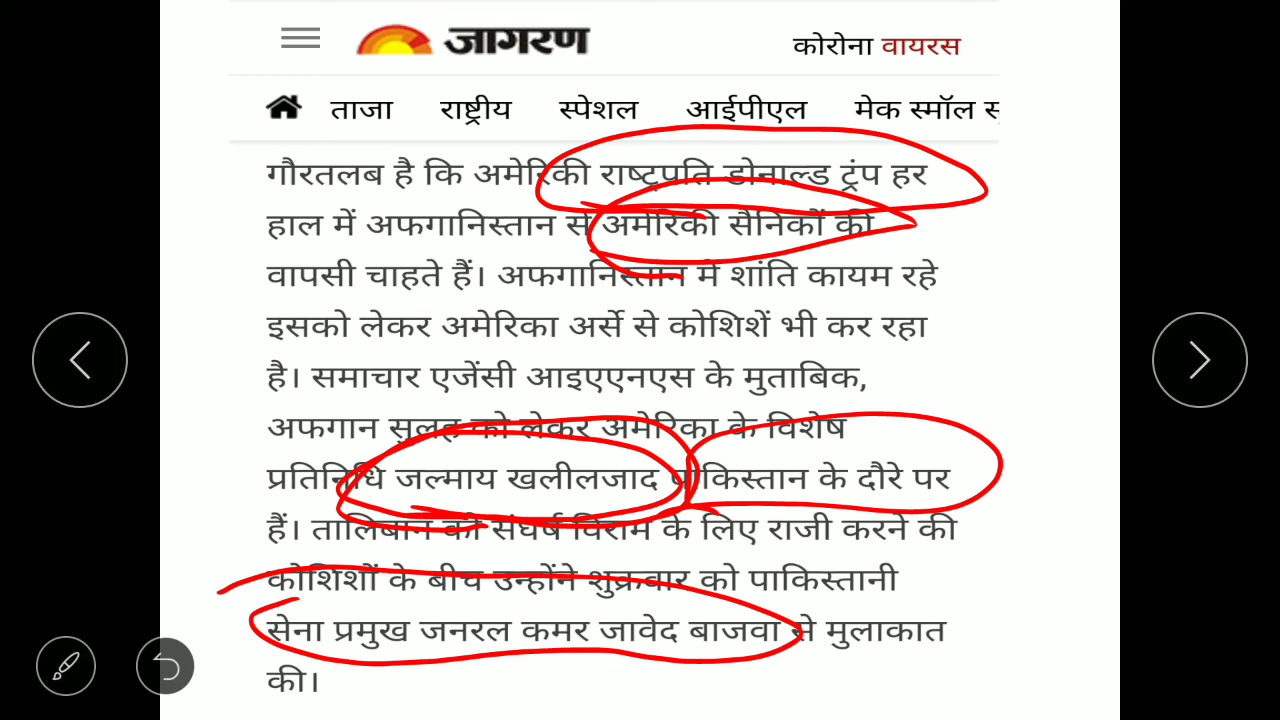 जागरण
कोरोना वायरस
ताजा राष्ट्रीय स्पेशल आईपीएल मेक स्मॉल स्
गौरतलब है कि अमेरिकी राष्ट्रपति डोनाल्ड ट्रंप हर
हाल में अफगानिस्तान से अमेरिकी सैनिकों की
वापसी चाहते हैं। अफगानिस्तान में शांति कायम रहे
इसको लेकर अमेरिका अर्से से कोशिशें भी कर रहा
है। समाचार एजेंसी आइएएनएस के मुताबिक,
अफगान सुलह को लेकर अमेरिका के विशेष
प्रतिनिधि जल्माय खलीलजाद पाकिस्तान के दौरे पर
हैं। तालिबान को संघर्ष विराम के लिए राजी करने की
कोशिशों के बीच उन्होंने शुक्रवार को पाकिस्तानी
सेना प्रमुख जनरल कमर जावेद बाजवा से मुलाकात
की।